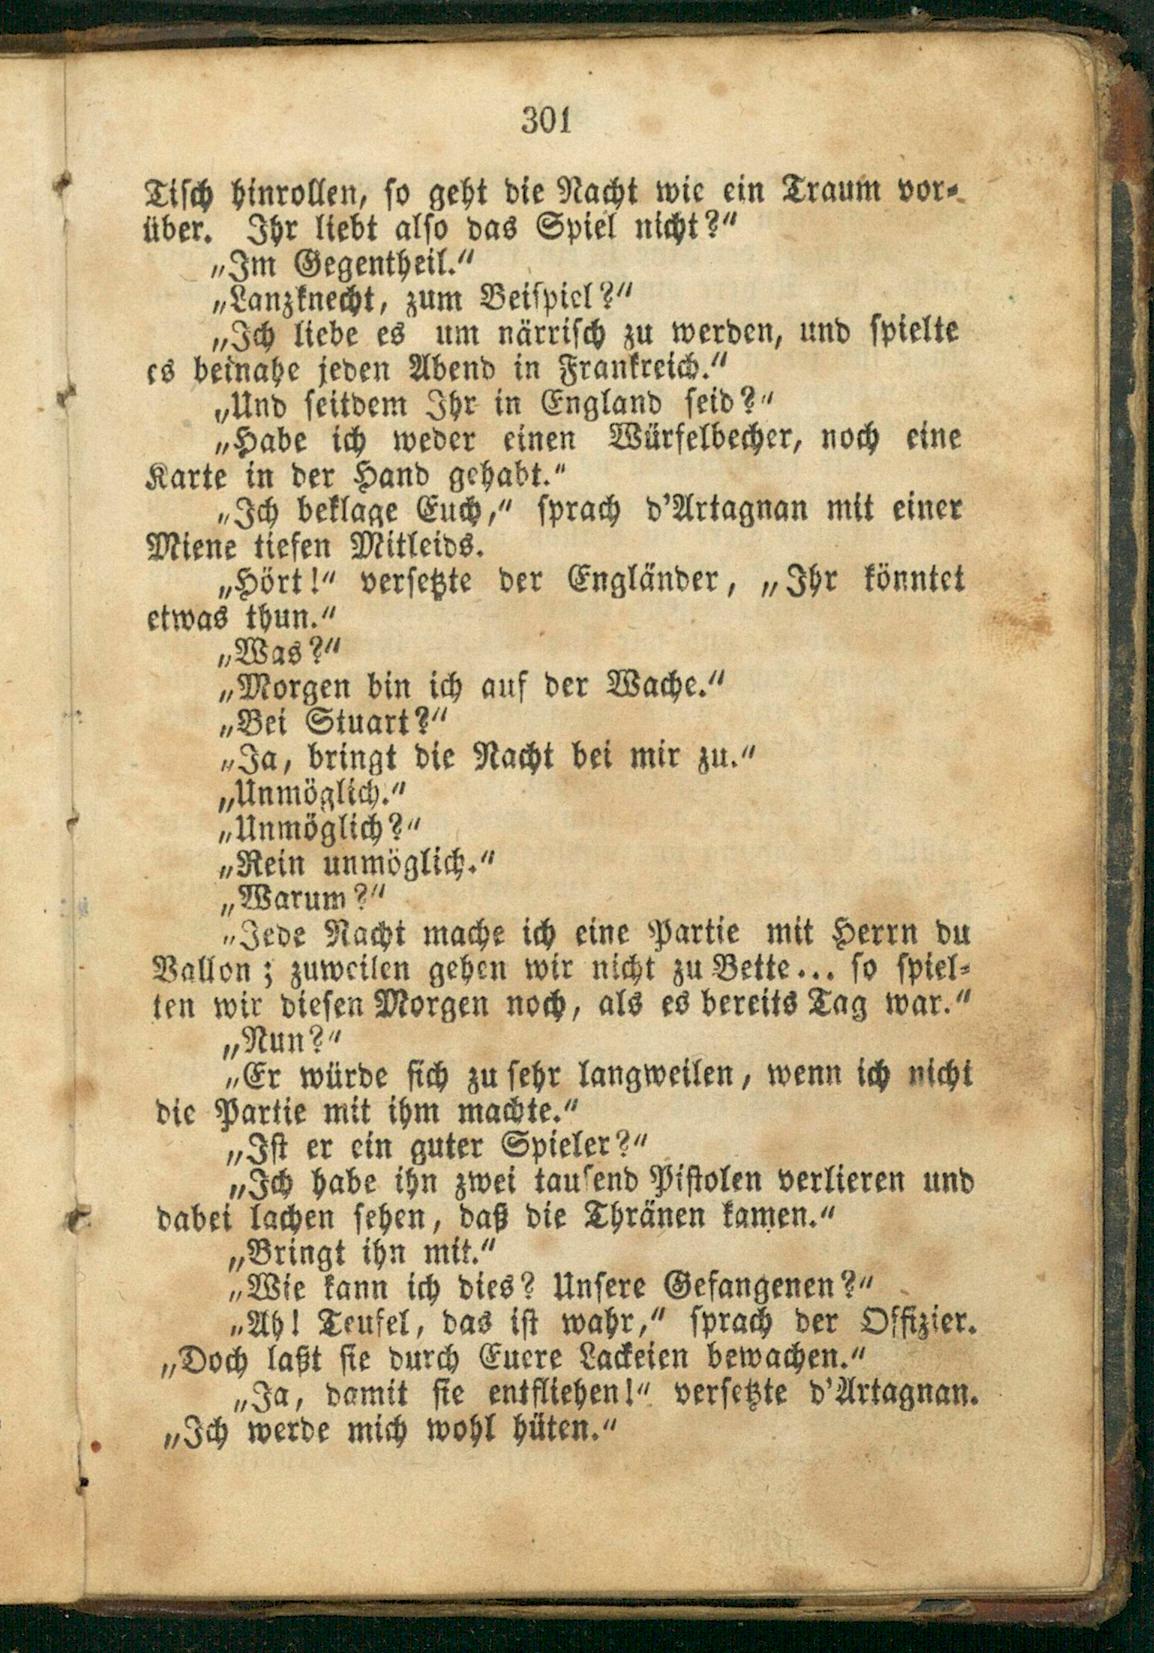 301
Tisch hinrollen, so geht die Nacht wie ein Traum vor-
über. Ihr liebt also das Spiel nicht?“
„Im Gegentheil.“
„Lanzknecht, zum Beispiel?“
„Ich liebe es um närrisch zu werden, und spielte
es beinahe jeden Abend in Frankreich.“
„Und seitdem Ihr in England seid?“
„Habe ich weder einen Würfelbecher, noch eine
Karte in der Hand gehabt.“
„Ich beklage Euch,“ sprach d'Artagnan mit einer
Miene tiefen Mitleids.
„Hört!“ versetzte der Engländer, „Ihr könntet
etwas thun.“
„Was?“
„Morgen bin ich auf der Wache.“
„Bei Stuart?“
„Ja, bringt die Nacht bei mir zu.“
„Unmöglich.“
„Unmöglich?“
„Rein unmöglich.“
„Warum?“
„Jede Nacht mache ich eine Partie mit Herrn du
Vallon; zuweilen gehen wir nicht zu Bette... so spiel-
ten wir diesen Morgen noch, als es bereits Tag war.“
„Nun?“
„Er würde sich zu sehr langweilen, wenn ich nicht
die Partie mit ihm machte.“
„Ist er ein guter Spieler?“
„Ich habe ihn zwei tausend Pistolen verlieren und
dabei lachen sehen, daß die Thränen kamen.“
„Bringt ihn mit.“
„Wie kann ich dies? Unsere Gefangenen?“
„Ah! Teufel, das ist wahr,“ sprach der Offizier.
„Doch laßt sie durch Euere Lackeien bewachen.“
„Ja, damit sie entfliehen!“ versetzte d'Artagnan.
„Ich werde mich wohl hüten.“